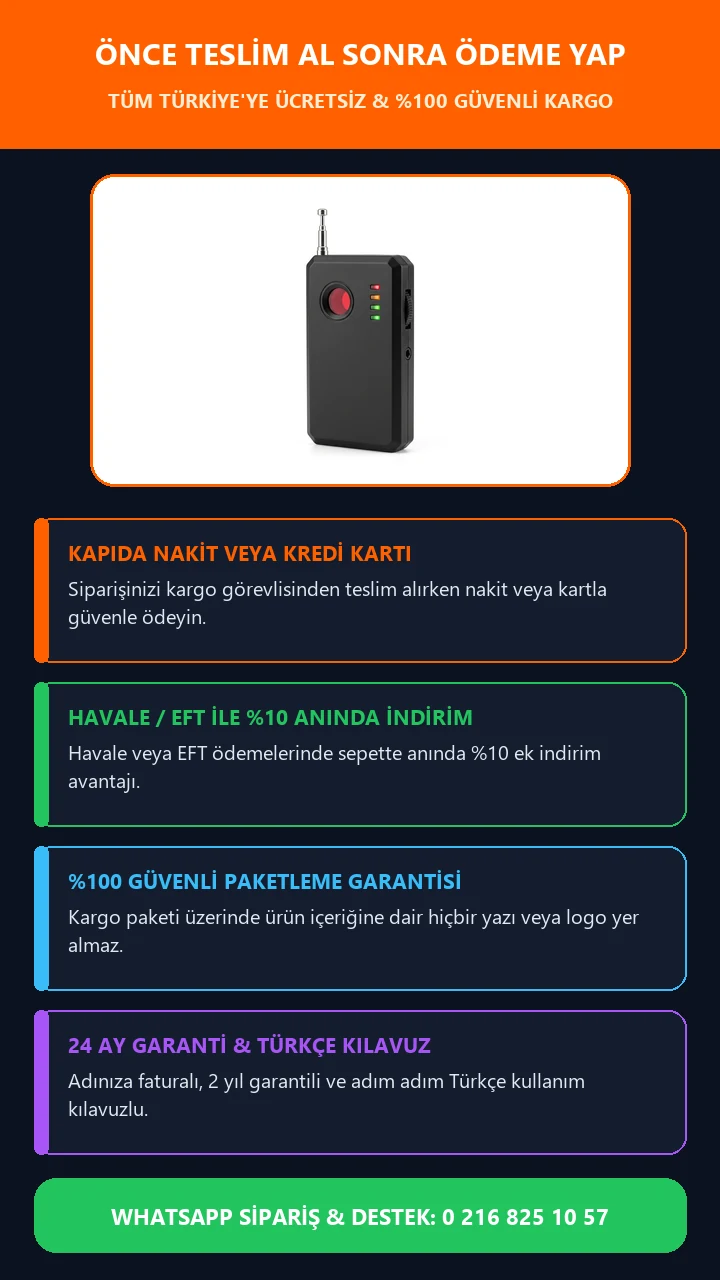 ÖNCE TESLİM AL SONRA ÖDEME YAP
TÜM TÜRKİYE'YE ÜCRETSİZ & %100 GÜVENLİ KARGO
KAPIDA NAKİT VEYA KREDİ KARTI
Siparişinizi kargo görevlisinden teslim alırken nakit veya kartla
güvenle ödeyin.
HAVALE / EFT İLE %10 ANINDA İNDİRİM
Havale veya EFT ödemelerinde sepette anında %10 ek indirim
avantajı.
%100 GÜVENLİ PAKETLEME GARANTİSİ
Kargo paketi üzerinde ürün içeriğine dair hiçbir yazı veya logo yer
almaz.
24 AY GARANTİ & TÜRKÇE KILAVUZ
Adınıza faturalı, 2 yıl garantili ve adım adım Türkçe kullanım
kılavuzlu.
WHATSAPP SİPARİŞ & DESTEK: 0 216 825 10 57